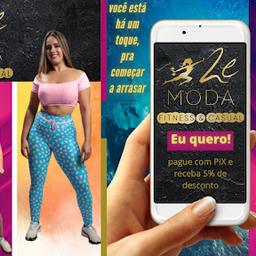 você está
há um
toque,
pra
começar
a arrasar
Ze
MODA
FITNESS & CASUAL
Eu quero!
pague com PiX e
receba 5% de
desconto